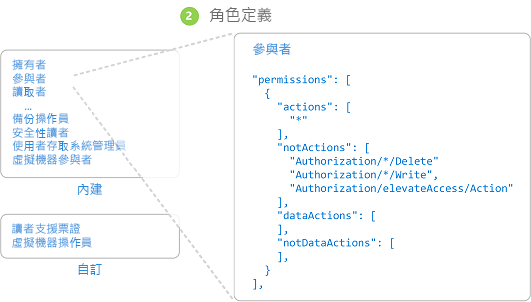 2 角色定義
擁有者
參與者
讀取者
...
備份操作員
安全性讀者
使用者存取系統管理員
虛擬機器參與者
內建
讀者支援票證
虛擬機器操作員
自訂
參與者
"permissions": [
{
"actions": [
"*"
],
"notActions": [
"Authorization/*/Delete"
"Authorization/*/Write",
"Authorization/elevateAccess/Action"
],
"dataActions": [
],
"notDataActions": [
],
}
],